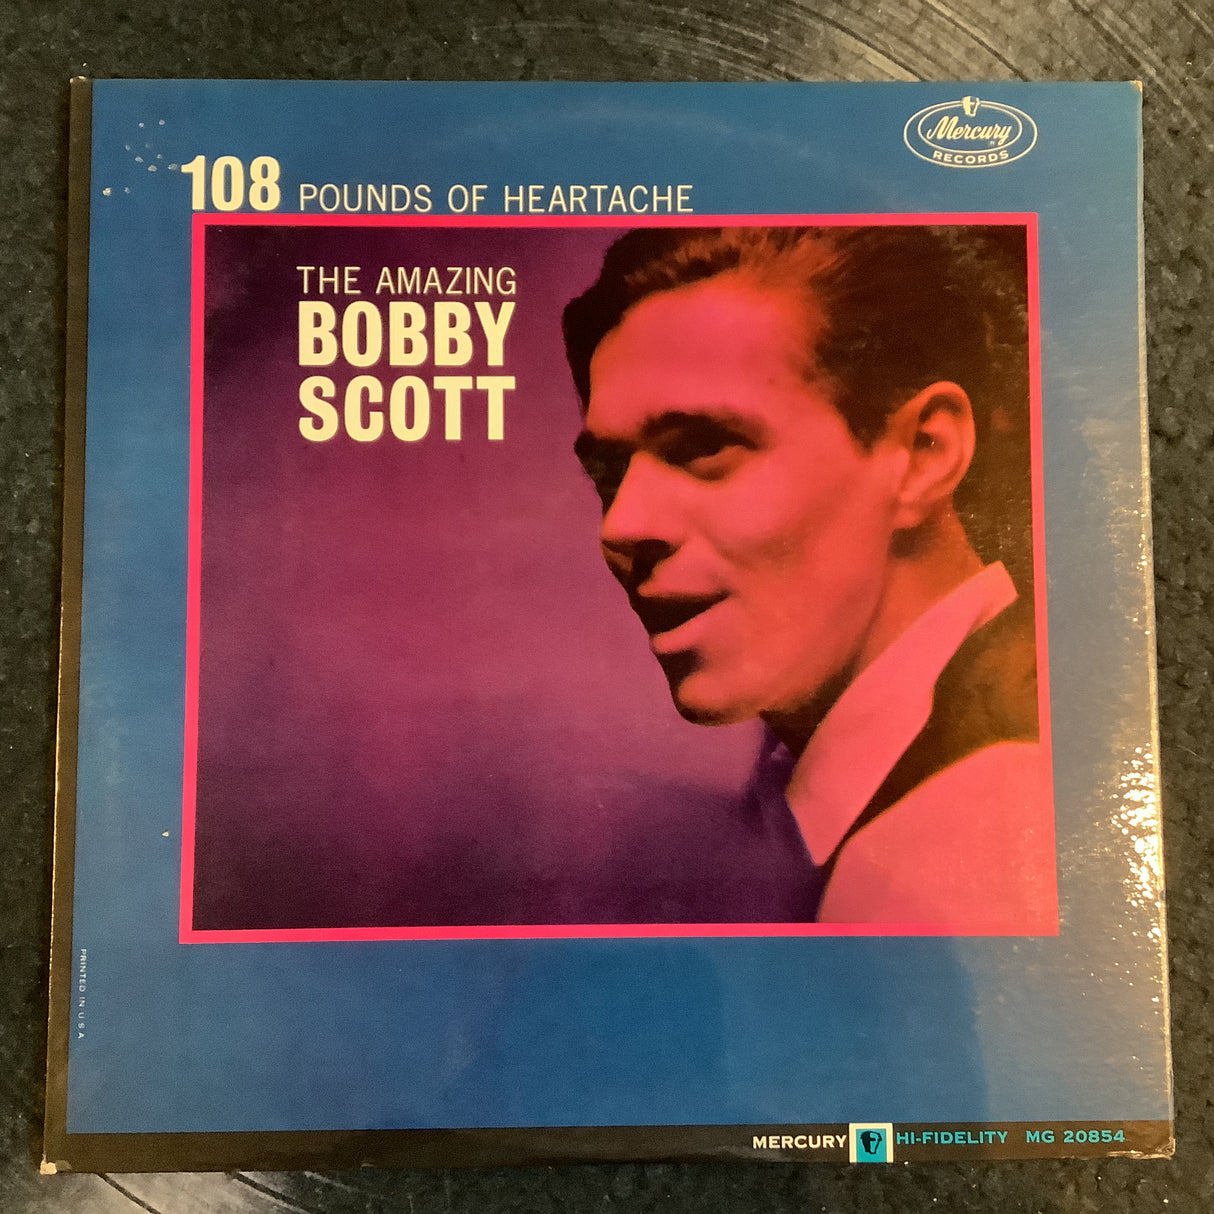 Mercury
RECORDS
108 POUNDS OF HEARTACHE
THE AMAZING
BOBBY
SCOTT
PRINTED IN U.S.A
MERCURY HI-FIDELITY MG 20854